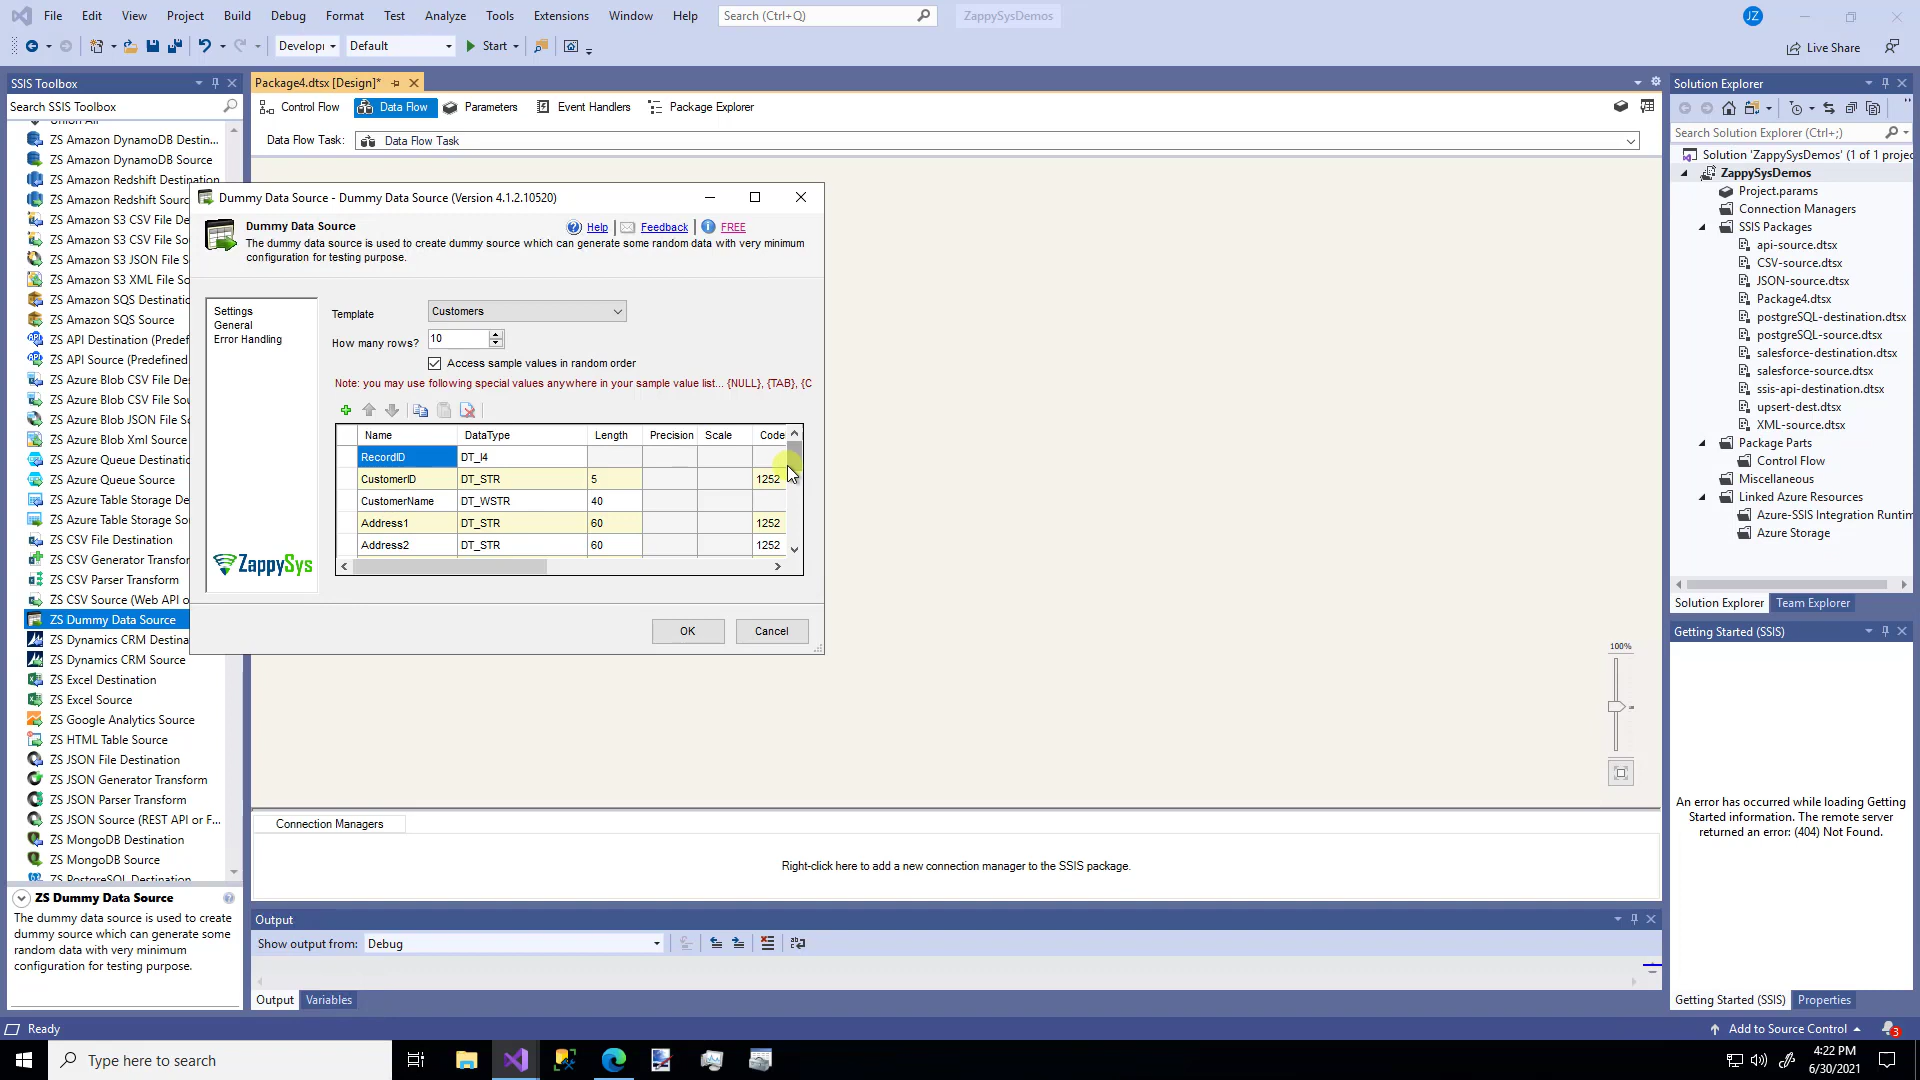 File Edit View Project Build Debug Format Test Analyze Tools Extensions Window Help Search (Ctrl+Q) ZappySysDemos JZ
Develop Default Start Live Share
SSIS Toolbox
Search SSIS Toolbox
ZS Amazon DynamoDB Destin...
ZS Amazon DynamoDB Source
ZS Amazon Redshift Destination
ZS Amazon Redshift Source
ZS Amazon S3 CSV File De
ZS Amazon S3 CSV File So
ZS Amazon S3 JSON File S
ZS Amazon S3 XML File So
ZS Amazon SQS Destinatio
ZS Amazon SQS Source
ZS API Destination (Predef
ZS API Source (Predefined
ZS Azure Blob CSV File De
ZS Azure Blob CSV File Sou
ZS Azure Blob JSON File So
ZS Azure Blob Xml Source
ZS Azure Queue Destinatio
ZS Azure Queue Source
ZS Azure Table Storage De
ZS Azure Table Storage So
ZS CSV File Destination
ZS CSV Generator Transfor
ZS CSV Parser Transform
ZS CSV Source (Web API o
ZS Dummy Data Source
ZS Dynamics CRM Destina
ZS Dynamics CRM Source
ZS Excel Destination
ZS Excel Source
ZS Google Analytics Source
ZS HTML Table Source
ZS JSON File Destination
ZS JSON Generator Transform
ZS JSON Parser Transform
ZS JSON Source (REST API or F...
ZS MongoDB Destination
ZS MongoDB Source
ZS PostgreSQL Destination
ZS Dummy Data Source
The dummy data source is used to create
dummy source which can generate some
random data with very minimum
configuration for testing purpose.
Package4.dtsx [Design]*
Control Flow Data Flow Parameters Event Handlers Package Explorer
Data Flow Task: Data Flow Task
Dummy Data Source - Dummy Data Source (Version 4.1.2.10520)
Dummy Data Source Help Feedback FREE
The dummy data source is used to create dummy source which can generate some random data with very minimum
configuration for testing purpose.
Settings
General
Error Handling
ZappySys
Template Customers
How many rows? 10
Access sample values in random order
Note: you may use following special values anywhere in your sample value list... {NULL}, {TAB}, {C
Name DataType Length Precision Scale Code
RecordID DT_I4
CustomerID DT_STR 5 1252
CustomerName DT_WSTR 40
Address1 DT_STR 60 1252
Address2 DT_STR 60 1252
OK Cancel
100%
Connection Managers
Right-click here to add a new connection manager to the SSIS package.
Output
Show output from: Debug
Output Variables
Solution Explorer
Search Solution Explorer (Ctrl+;)
Solution 'ZappySysDemos' (1 of 1 projec
ZappySysDemos
Project.params
Connection Managers
SSIS Packages
api-source.dtsx
CSV-source.dtsx
JSON-source.dtsx
Package4.dtsx
postgreSQL-destination.dtsx
postgreSQL-source.dtsx
salesforce-destination.dtsx
salesforce-source.dtsx
ssis-api-destination.dtsx
upsert-dest.dtsx
XML-source.dtsx
Package Parts
Control Flow
Miscellaneous
Linked Azure Resources
Azure-SSIS Integration Runtim
Azure Storage
Solution Explorer Team Explorer
Getting Started (SSIS)
An error has occurred while loading Getting
Started information. The remote server
returned an error: (404) Not Found.
Getting Started (SSIS) Properties
Ready Add to Source Control 3
Type here to search
4:22 PM
6/30/2021